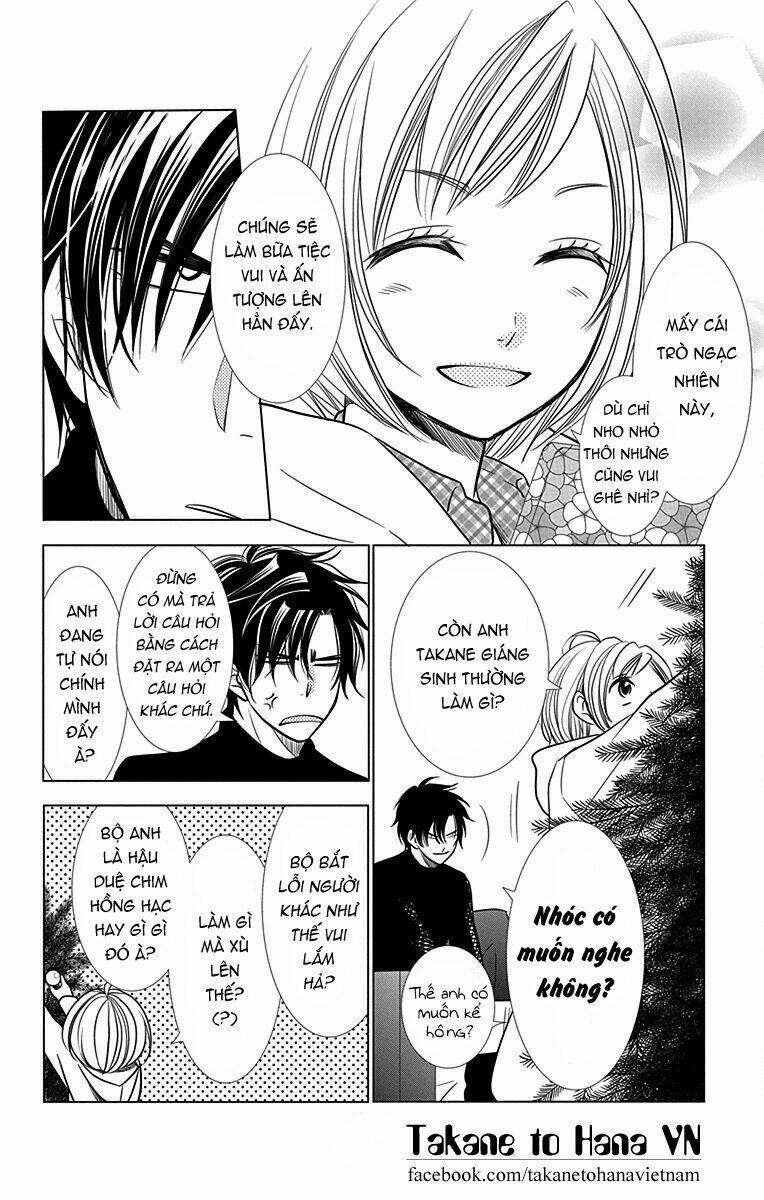 MẤY CÁI
TRÒ NGẠC
NHIÊN
NÀY,
DÙ CHỈ
NHO NHỎ
THÔI NHƯNG
CŨNG VUI
GHÊ NHỈ?
CHÚNG SẼ
LÀM BỮA TIỆC
VUI VÀ ẤN
TƯỢNG LÊN
HẲN ĐẤY.
CÒN ANH
TAKANE GIÁNG
SINH THƯỜNG
LÀM GÌ?
Nhóc có
muốn nghe
không?
Thế anh có
muốn kể
hông?
ĐỪNG
CÓ MÀ TRẢ
LỜI CÂU HỎI
BẰNG CÁCH
ĐẶT RA MỘT
CÂU HỎI
KHÁC CHỨ.
ANH
ĐANG
TỰ NÓI
CHÍNH
MÌNH ĐẤY
À?
BỘ BẮT
LỖI NGƯỜI
KHÁC NHƯ
THẾ VUI
LẮM
HẢ?
LÀM GÌ
MÀ XÙ
LÊN
THẾ?
(?)
BỘ ANH
LÀ HẬU
DUỆ CHIM
HỒNG HẠC
HAY GÌ GÌ
ĐÓ À?
Takane to Hana VN
facebook.com/takanetohanavietnam